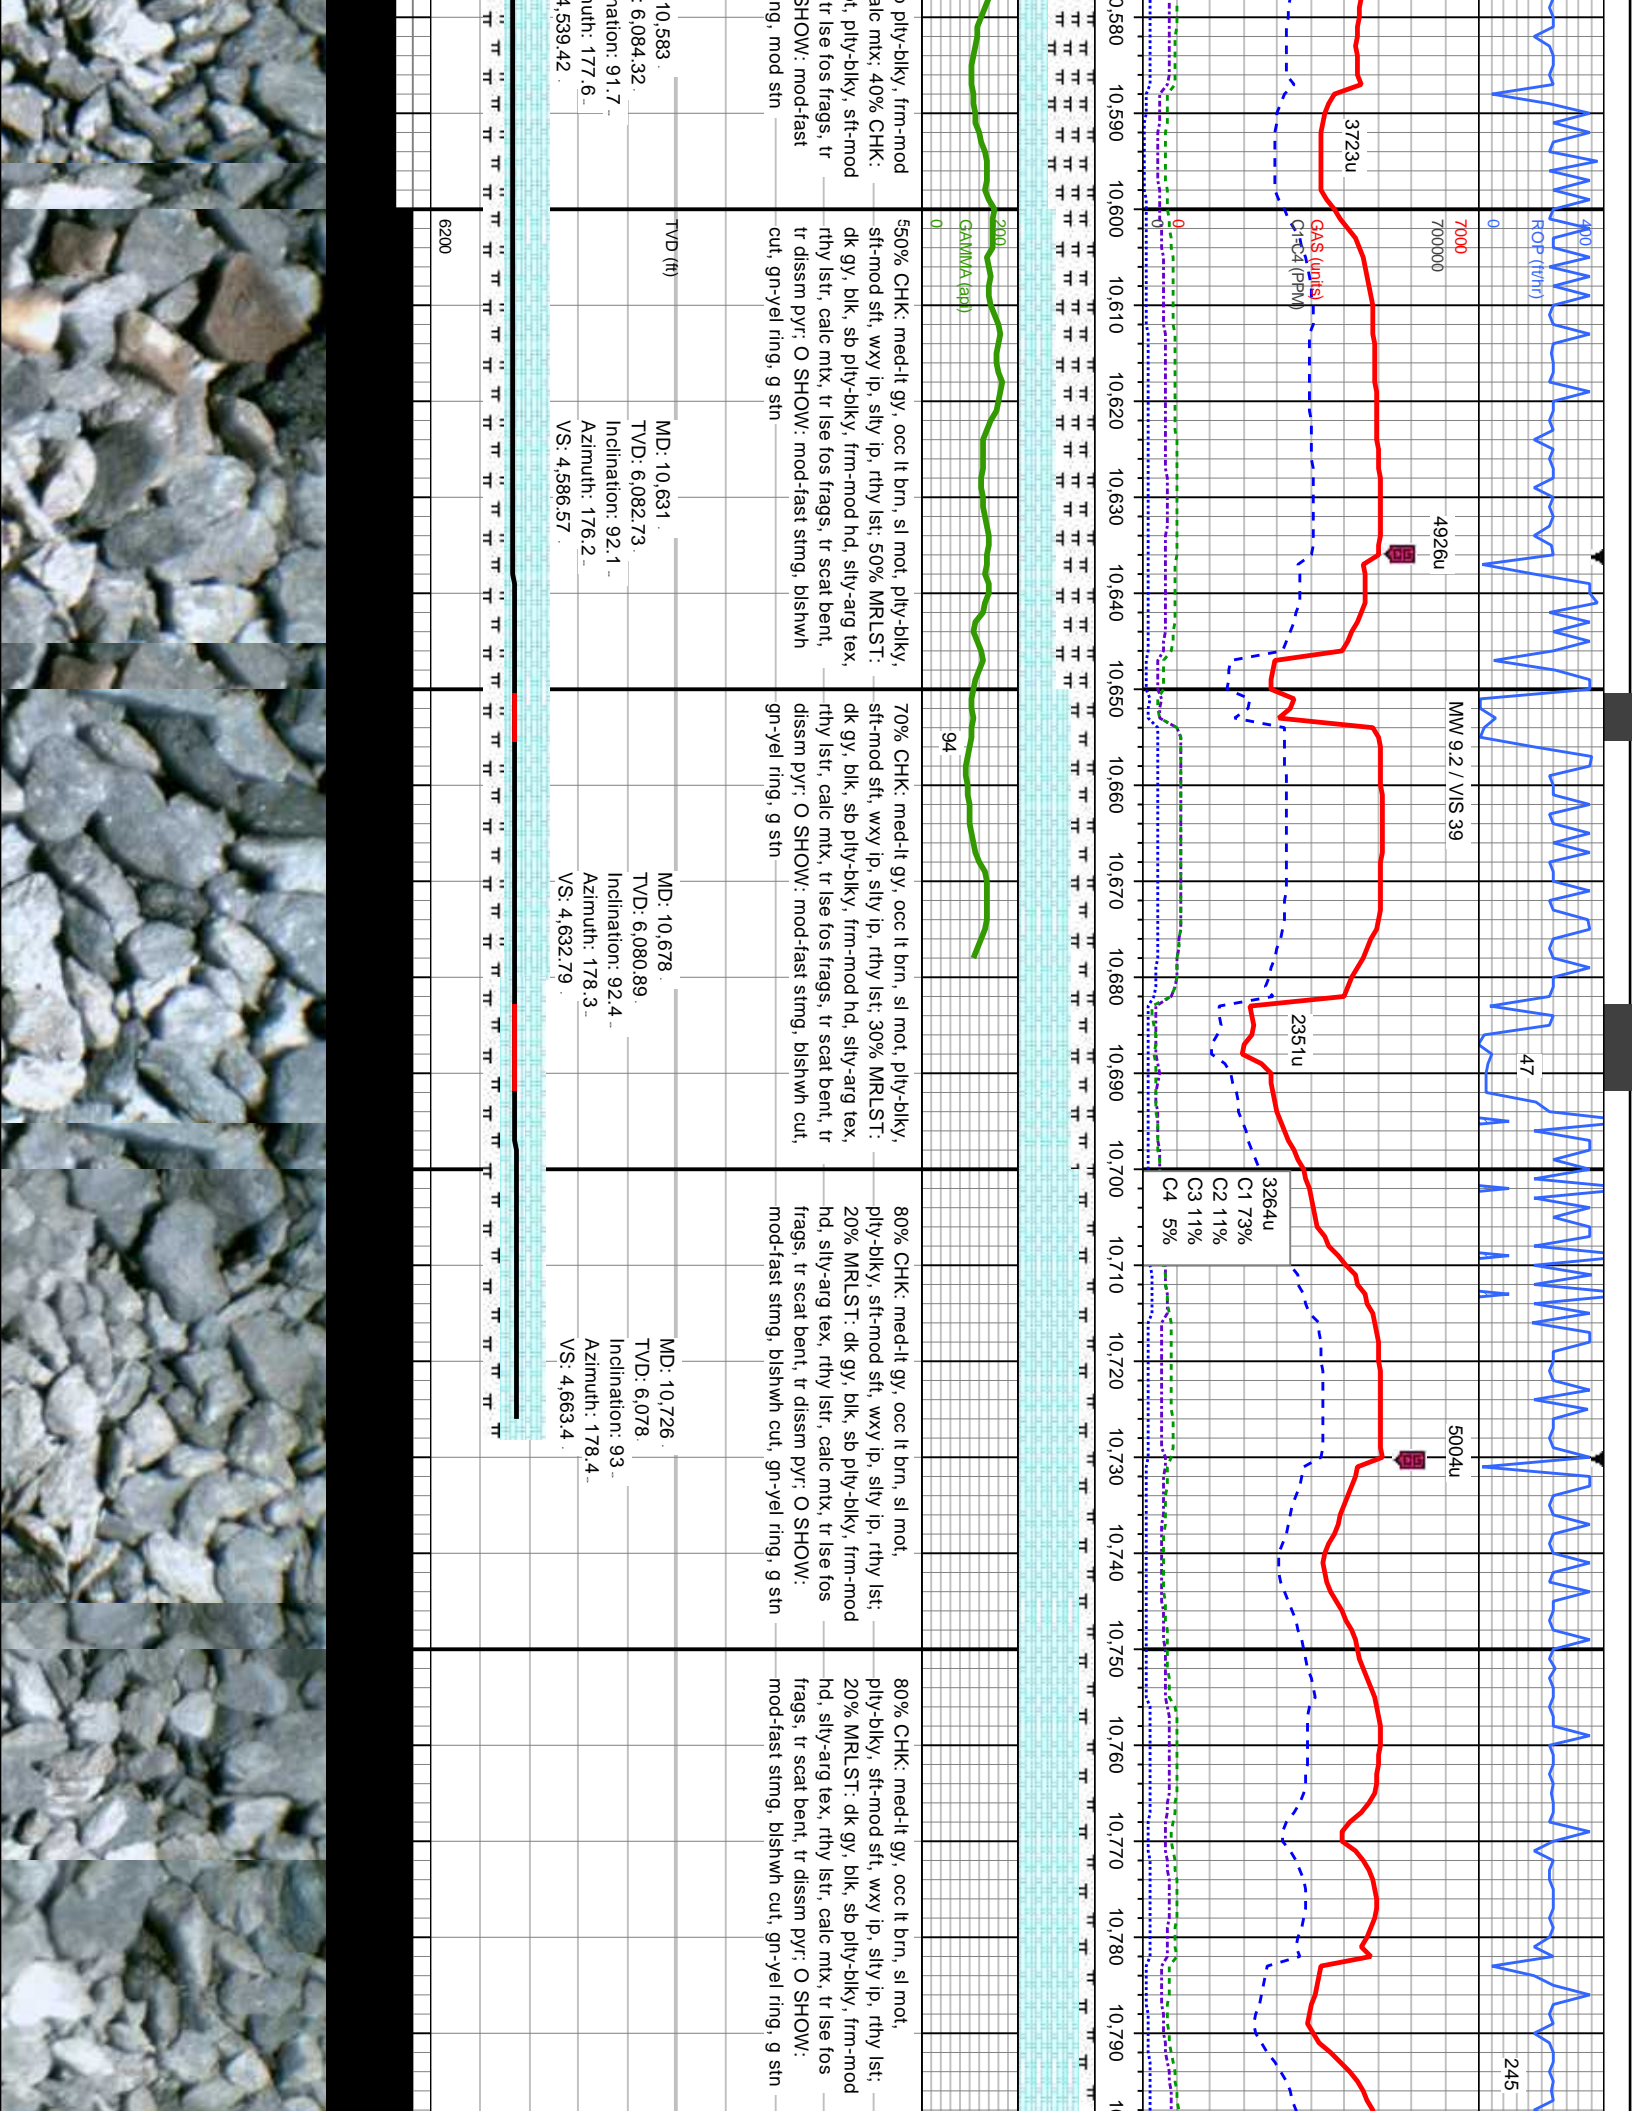 400
ROP (ft/hr)
0
47
245
7000
70000
GAS (units)
C1-C4 (PPM)
0
0
3723u
4926u
MW 9.2 / VIS 39
2351u
3264u
C1 73%
C2 11%
C3 11%
C4 5%
5004u
10,590
10,600
10,610
10,620
10,630
10,640
10,650
10,660
10,670
10,680
10,690
10,700
10,710
10,720
10,730
10,740
10,750
10,760
10,770
10,780
10,790
200
GAMMA (api)
0
94
plty-blky, frm-mod
alc mtx; 40% CHK:
plty-blky, sft-mod
tr lse fos frags, tr
SHOW: mod-fast
ng, mod stn
550% CHK: med-lt gy, occ lt brn, sl mot, plty-blky,
sft-mod sft, wxy ip, slty ip, rthy lst; 50% MRLST:
dk gy, blk, sb plty-blky, frm-mod hd, slty-arg tex,
rthy lstr, calc mtx, tr lse fos frags, tr scat bent,
tr dissm pyr; O SHOW: mod-fast stmg, blshwh
cut, gn-yel ring, g stn
70% CHK: med-lt gy, occ lt brn, sl mot, plty-blky,
sft-mod sft, wxy ip, slty ip, rthy lst; 30% MRLST:
dk gy, blk, sb plty-blky, frm-mod hd, slty-arg tex,
rthy lstr, calc mtx, tr lse fos frags, tr scat bent, tr
dissm pyr; O SHOW: mod-fast stmg, blshwh cut,
gn-yel ring, g stn
80% CHK: med-lt gy, occ lt brn, sl mot,
plty-blky, sft-mod sft, wxy ip, slty ip, rthy lst;
20% MRLST: dk gy, blk, sb plty-blky, frm-mod
hd, slty-arg tex, rthy lstr, calc mtx, tr lse fos
frags, tr scat bent, tr dissm pyr; O SHOW:
mod-fast stmg, blshwh cut, gn-yel ring, g stn
80% CHK: med-lt gy, occ lt brn, sl mot,
plty-blky, sft-mod sft, wxy ip, slty ip, rthy lst;
20% MRLST: dk gy, blk, sb plty-blky, frm-mod
hd, slty-arg tex, rthy lstr, calc mtx, tr lse fos
frags, tr scat bent, tr dissm pyr; O SHOW:
mod-fast stmg, blshwh cut, gn-yel ring, g stn
TVD (ft)
6200
10,583
6,084.32
nation: 91.7
muth: 177.6
4,539.42
MD: 10,631
TVD: 6,082.73
Inclination: 92.1
Azimuth: 176.2
VS: 4,586.57
MD: 10,678
TVD: 6,080.89
Inclination: 92.4
Azimuth: 178.3
VS: 4,632.79
MD: 10,726
TVD: 6,078
Inclination: 93
Azimuth: 178.4
VS: 4,663.4